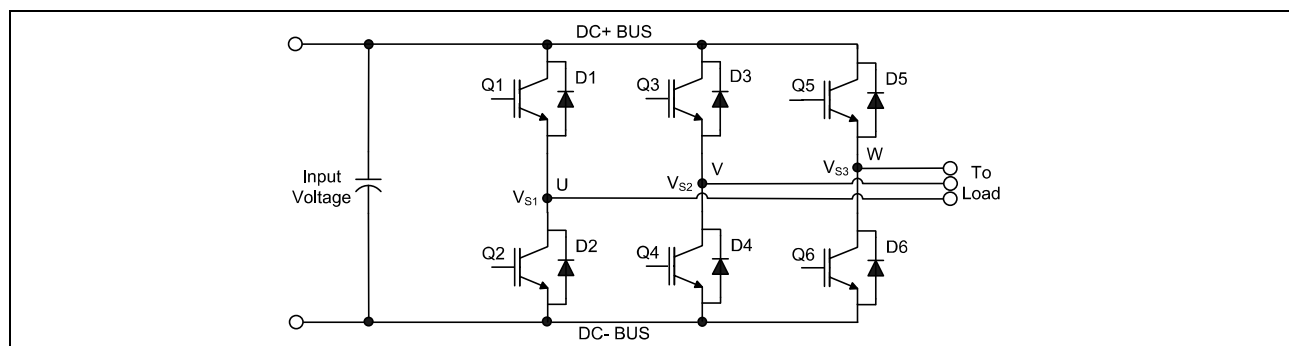 DC+ BUS
Q1
D1
Q3
D3
Q5
D5
Input
Voltage
U
VS1
V
VS2
W
VS3
To
Load
Q2
D2
Q4
D4
Q6
D6
DC- BUS